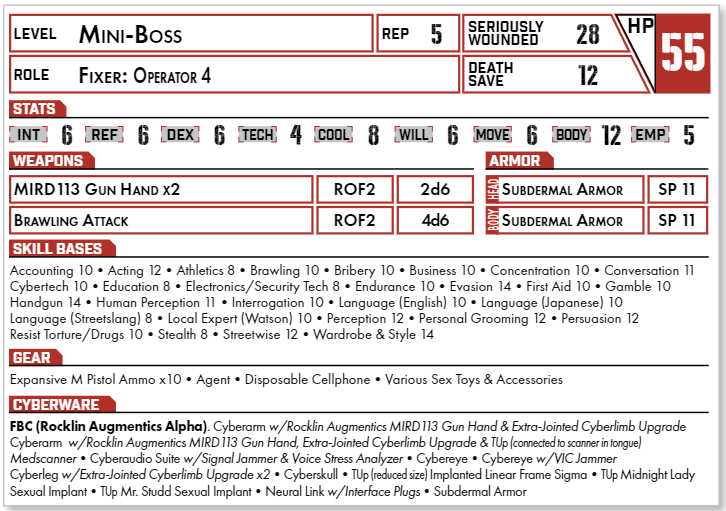 LEVEL Mini-Boss REP 5 SERIOUSLY WOUNDED 28 HP 55
ROLE Fixer: Operator 4 DEATH SAVE 12
STATS
INT 6 REF 6 DEX 6 TECH 4 COOL 8 WILL 6 MOVE 6 BODY 12 EMP 5
WEAPONS ARMOR
MIRD113 Gun Hand x2 ROF2 2d6 HEAD Subdermal Armor SP 11
Brawling Attack ROF2 4d6 BODY Subdermal Armor SP 11
SKILL BASES
Accounting 10 • Acting 12 • Athletics 8 • Brawling 10 • Bribery 10 • Business 10 • Concentration 10 • Conversation 11
Cybertech 10 • Education 8 • Electronics/Security Tech 8 • Endurance 10 • Evasion 14 • First Aid 10 • Gamble 10
Handgun 14 • Human Perception 11 • Interrogation 10 • Language (English) 10 • Language (Japanese) 10
Language (Streetslang) 8 • Local Expert (Watson) 10 • Perception 12 • Personal Grooming 12 • Persuasion 12
Resist Torture/Drugs 10 • Stealth 8 • Streetwise 12 • Wardrobe & Style 14
GEAR
Expansive M Pistol Ammo x10 • Agent • Disposable Cellphone • Various Sex Toys & Accessories
CYBERWARE
FBC (Rocklin Augmentics Alpha). Cyberarm w/Rocklin Augmentics MIRD113 Gun Hand & Extra-Jointed Cyberlimb Upgrade
Cyberarm w/Rocklin Augmentics MIRD113 Gun Hand, Extra-Jointed Cyberlimb Upgrade & TUp (connected to scanner in tongue)
Medscanner • Cyberaudio Suite w/Signal Jammer & Voice Stress Analyzer • Cybereye • Cybereye w/VIC Jammer
Cyberleg w/Extra-Jointed Cyberlimb Upgrade x2 • Cyberskull • TUp (reduced size) Implanted Linear Frame Sigma • TUp Midnight Lady
Sexual Implant • TUp Mr. Studd Sexual Implant • Neural Link w/Interface Plugs • Subdermal Armor